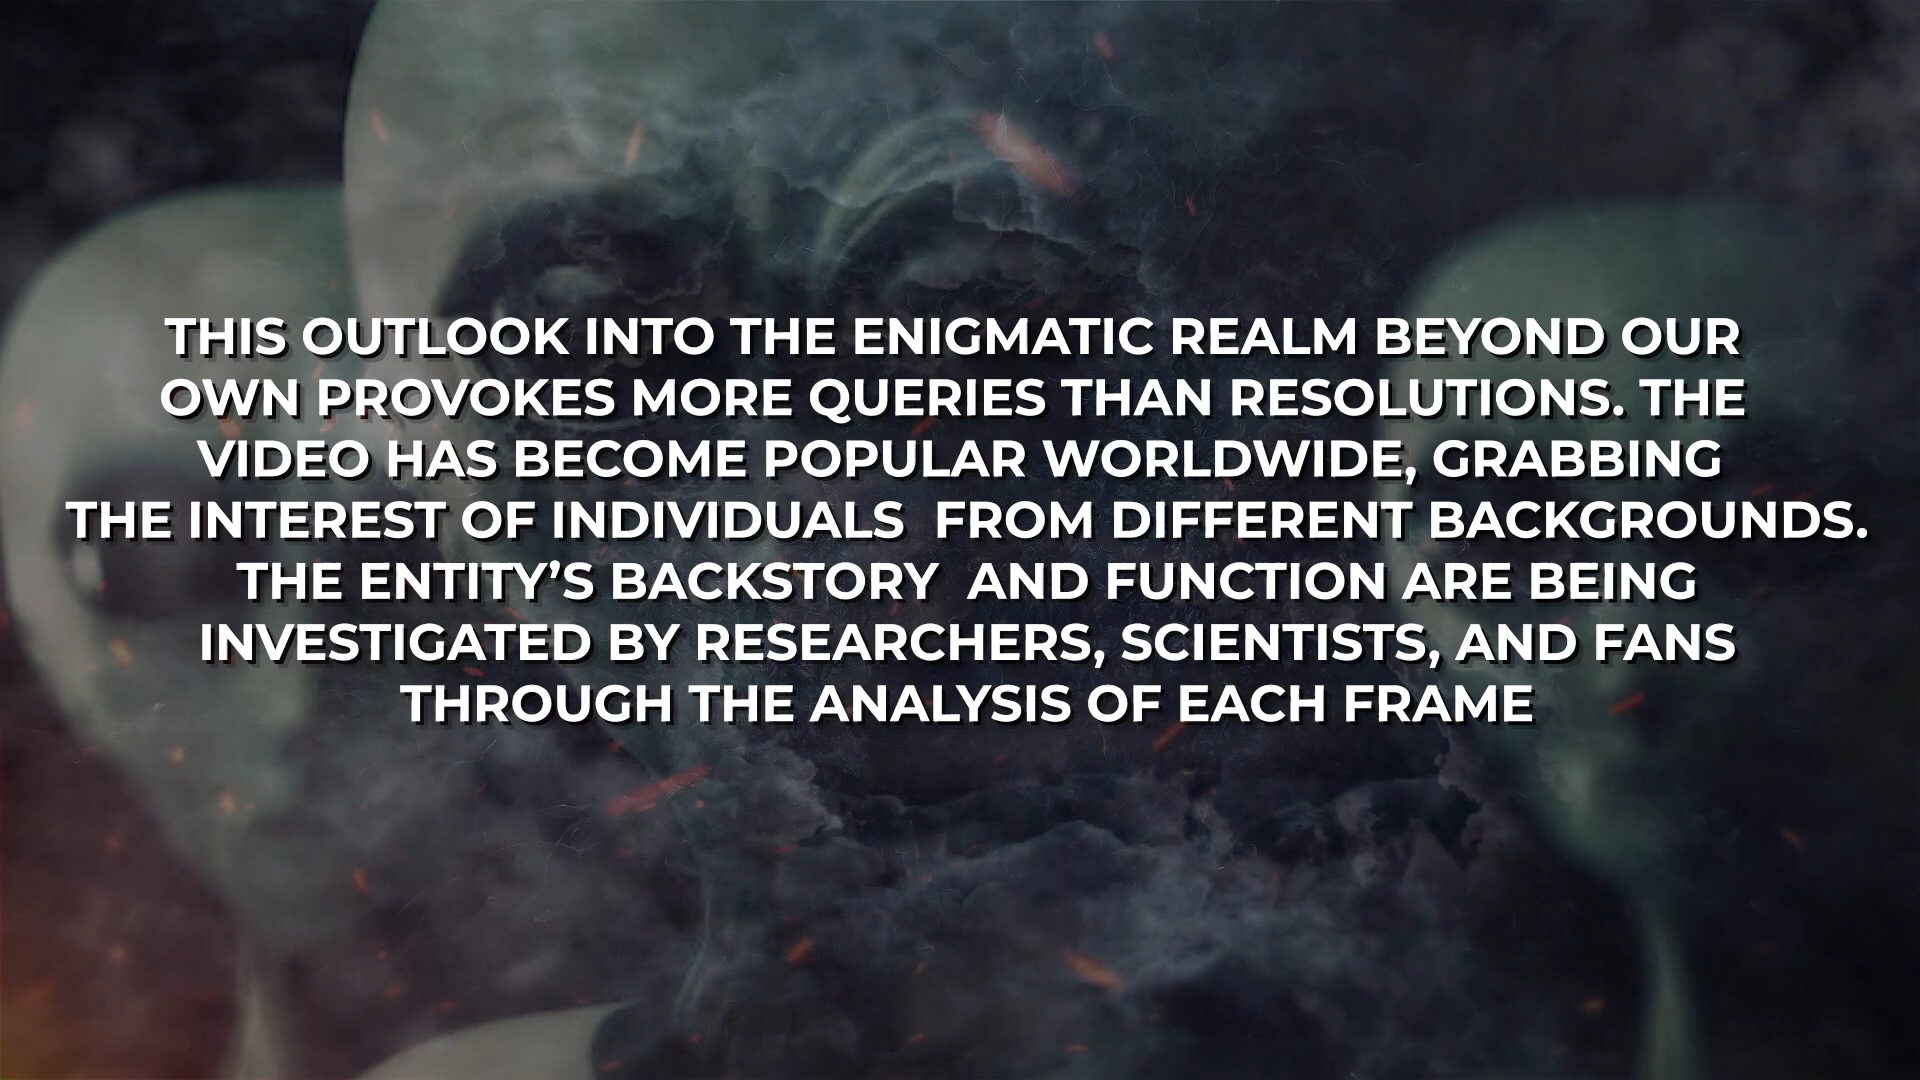 THIS OUTLOOK INTO THE ENIGMATIC REALM BEYOND OUR
OWN PROVOKES MORE QUERIES THAN RESOLUTIONS. THE
VIDEO HAS BECOME POPULAR WORLDWIDE, GRABBING
THE INTEREST OF INDIVIDUALS  FROM DIFFERENT BACKGROUNDS.
THE ENTITY’S BACKSTORY  AND FUNCTION ARE BEING
INVESTIGATED BY RESEARCHERS, SCIENTISTS, AND FANS
THROUGH THE ANALYSIS OF EACH FRAME